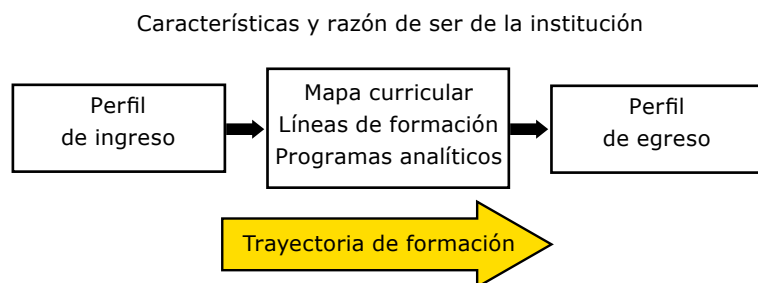 Características y razón de ser de la institución
Perfil
de ingreso
Mapa curricular
Líneas de formación
Programas analíticos
Perfil
de egreso
Trayectoria de formación